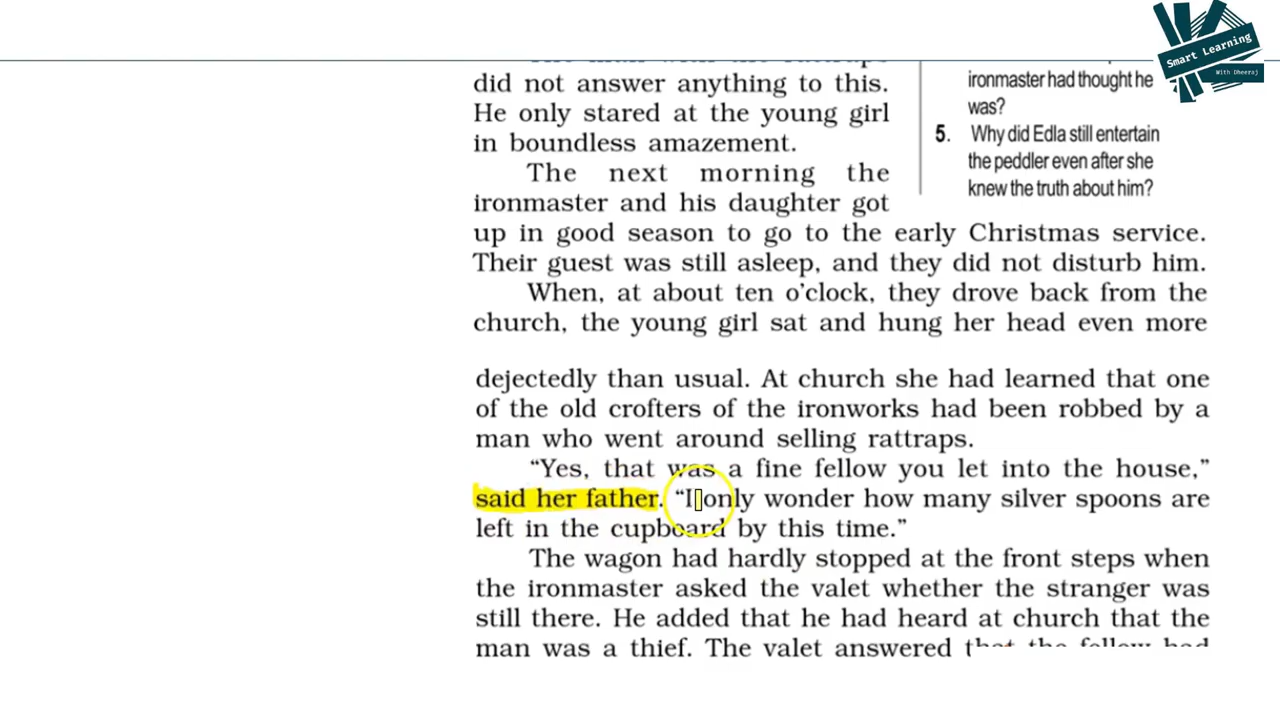 Smart Learning
With Dheeraj
did not answer anything to this.
He only stared at the young girl
in boundless amazement.
The next morning the
ironmaster and his daughter got
up in good season to go to the early Christmas service.
Their guest was still asleep, and they did not disturb him.
When, at about ten o’clock, they drove back from the
church, the young girl sat and hung her head even more
dejectedly than usual. At church she had learned that one
of the old crofters of the ironworks had been robbed by a
man who went around selling rattraps.
“Yes, that was a fine fellow you let into the house,”
said her father. “I only wonder how many silver spoons are
left in the cupboard by this time.”
The wagon had hardly stopped at the front steps when
the ironmaster asked the valet whether the stranger was
still there. He added that he had heard at church that the
man was a thief. The valet answered that the fellow had
ironmaster had thought he
was?
5. Why did Edla still entertain
the peddler even after she
knew the truth about him?